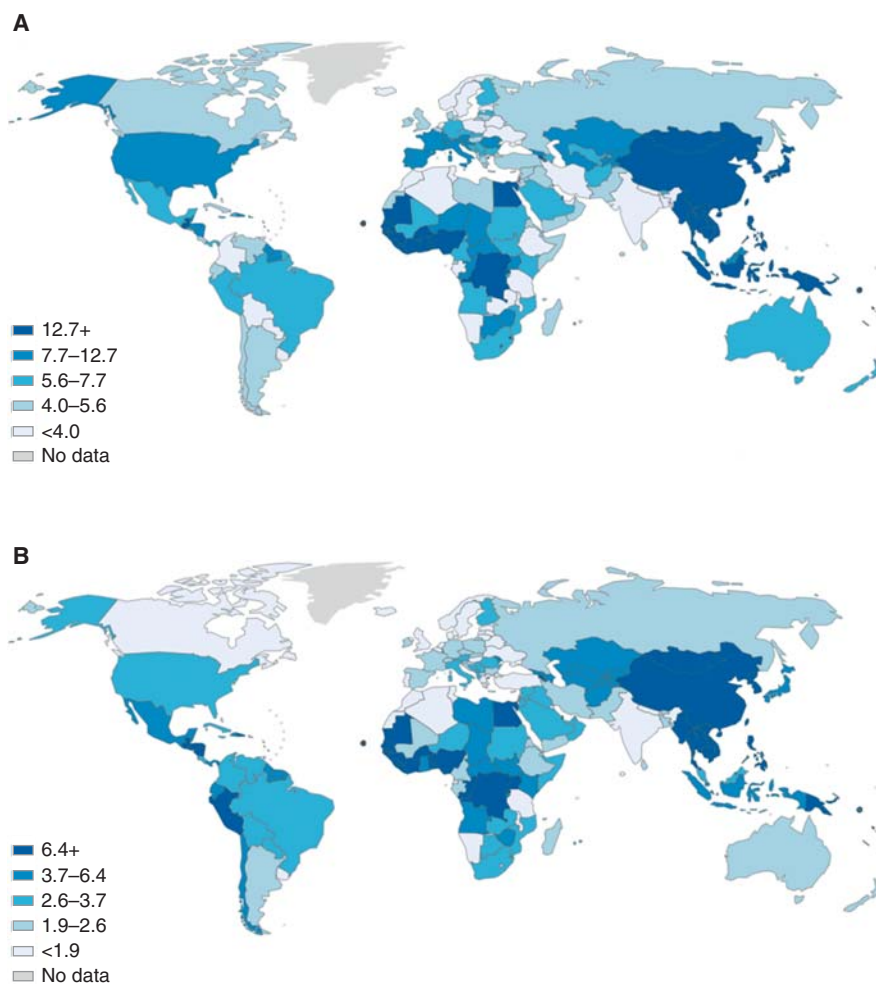 A
12.7+
7.7–12.7
5.6–7.7
4.0–5.6
<4.0
No data
B
6.4+
3.7–6.4
2.6–3.7
1.9–2.6
<1.9
No data